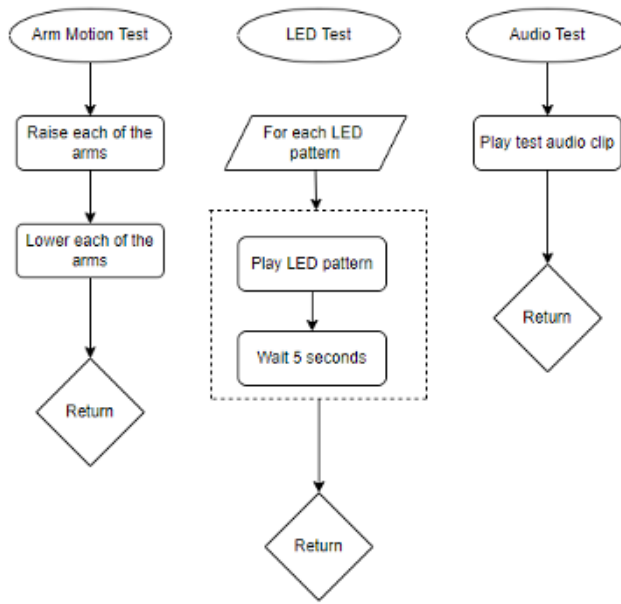 Arm Motion Test
Raise each of the
arms
Lower each of the
arms
Return
LED Test
For each LED
pattern
Play LED pattern
Wait 5 seconds
Return
Audio Test
Play test audio clip
Return